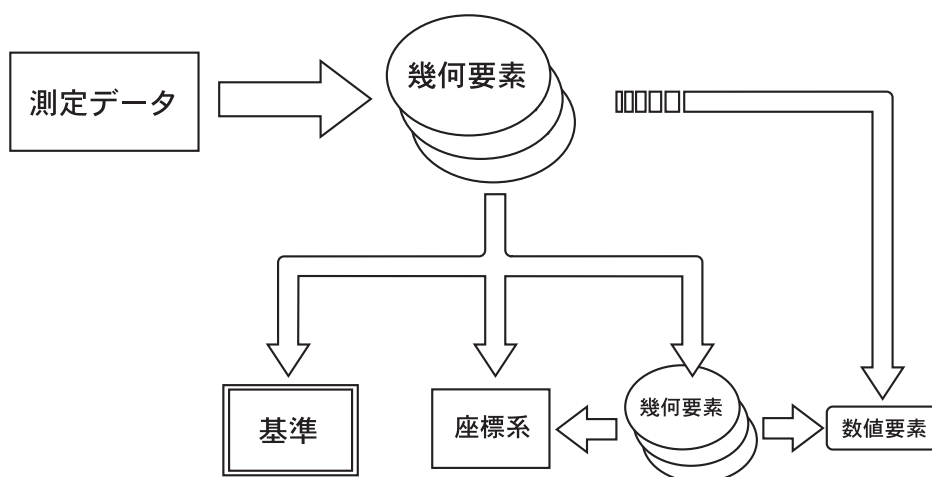 測定データ
幾何要素
基準
座標系
幾何要素
数値要素